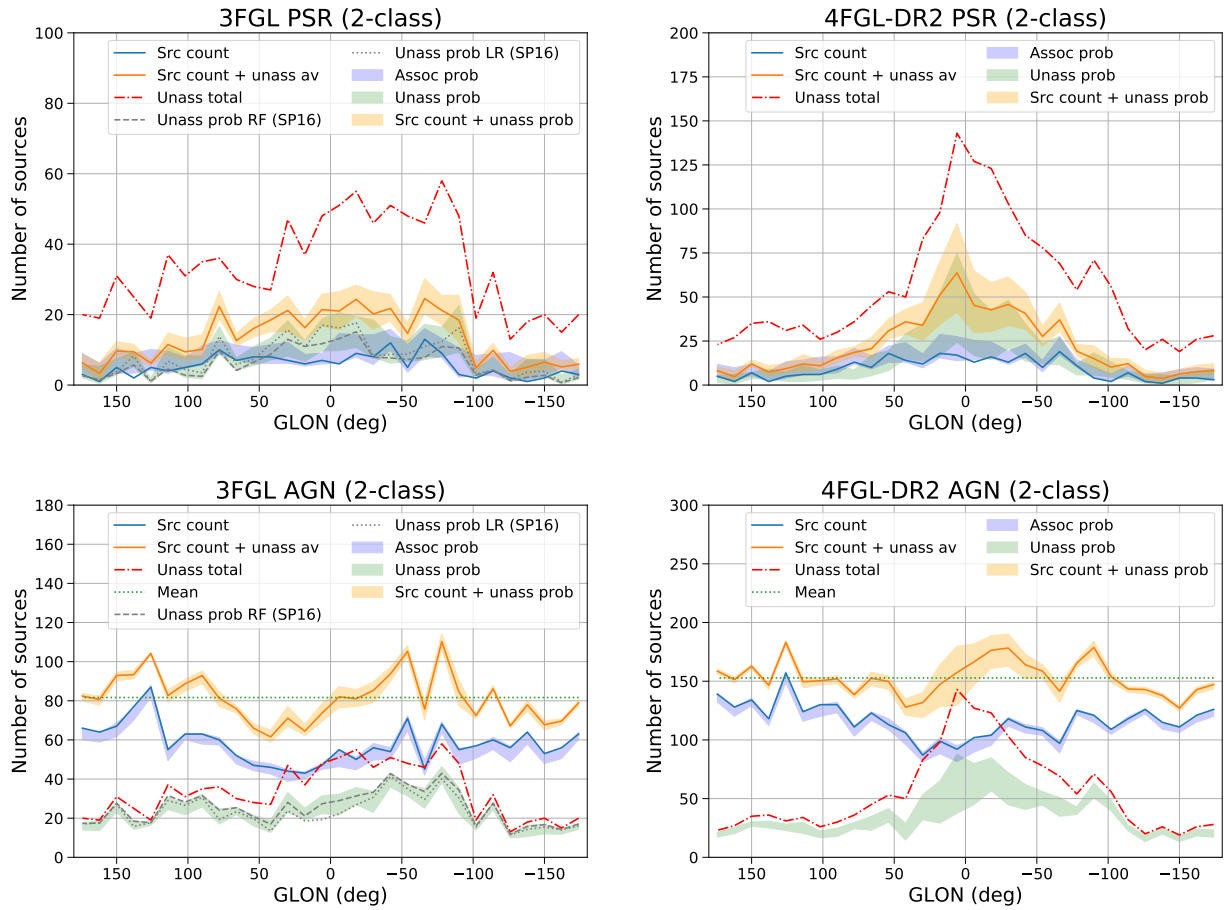 3FGL PSR (2-class)
Number of sources
100
80
60
40
20
0
Src count
Src count + unass av
Unass total
Unass prob RF (SP16)
Unass prob LR (SP16)
Assoc prob
Unass prob
Src count + unass prob
150 100 50 0 −50 −100 −150
GLON (deg)
4FGL-DR2 PSR (2-class)
Number of sources
200
175
150
125
100
75
50
25
0
Src count
Src count + unass av
Unass total
Assoc prob
Unass prob
Src count + unass prob
150 100 50 0 −50 −100 −150
GLON (deg)
3FGL AGN (2-class)
Number of sources
180
160
140
120
100
80
60
40
20
0
Src count
Src count + unass av
Unass total
Mean
Unass prob RF (SP16)
Unass prob LR (SP16)
Assoc prob
Unass prob
Src count + unass prob
150 100 50 0 −50 −100 −150
GLON (deg)
4FGL-DR2 AGN (2-class)
Number of sources
300
250
200
150
100
50
0
Src count
Src count + unass av
Unass total
Mean
Assoc prob
Unass prob
Src count + unass prob
150 100 50 0 −50 −100 −150
GLON (deg)